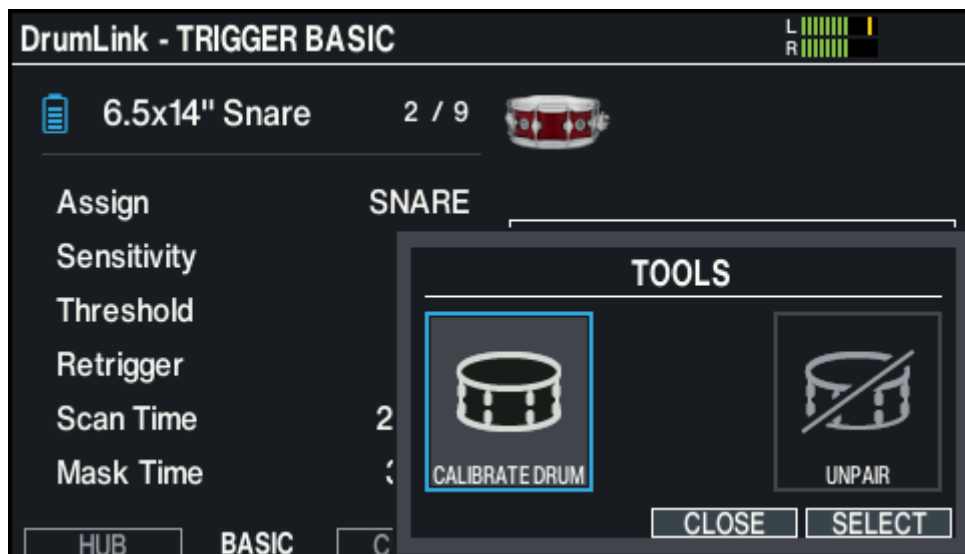 DrumLink - TRIGGER BASIC
L
R
6.5x14" Snare 2 / 9
Assign SNARE
Sensitivity
Threshold
Retrigger
Scan Time 2
Mask Time
TOOLS
CALIBRATE DRUM UNPAIR
CLOSE SELECT
HUB BASIC C